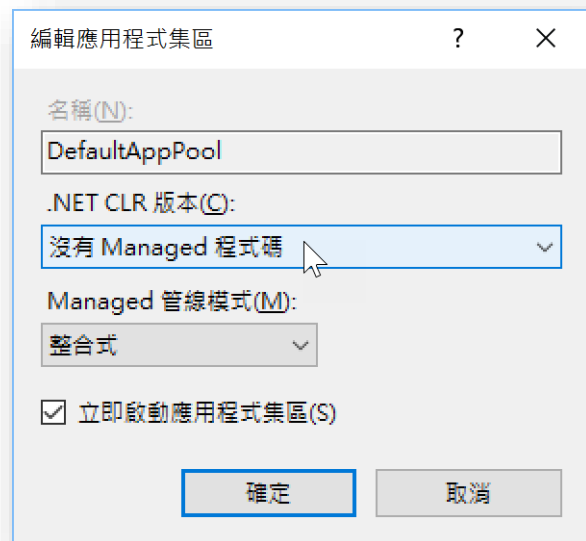 編輯應用程式集區
名稱(N):
DefaultAppPool
.NET CLR 版本(C):
沒有 Managed 程式碼
Managed 管線模式(M):
整合式
立即啟動應用程式集區(S)
確定
取消